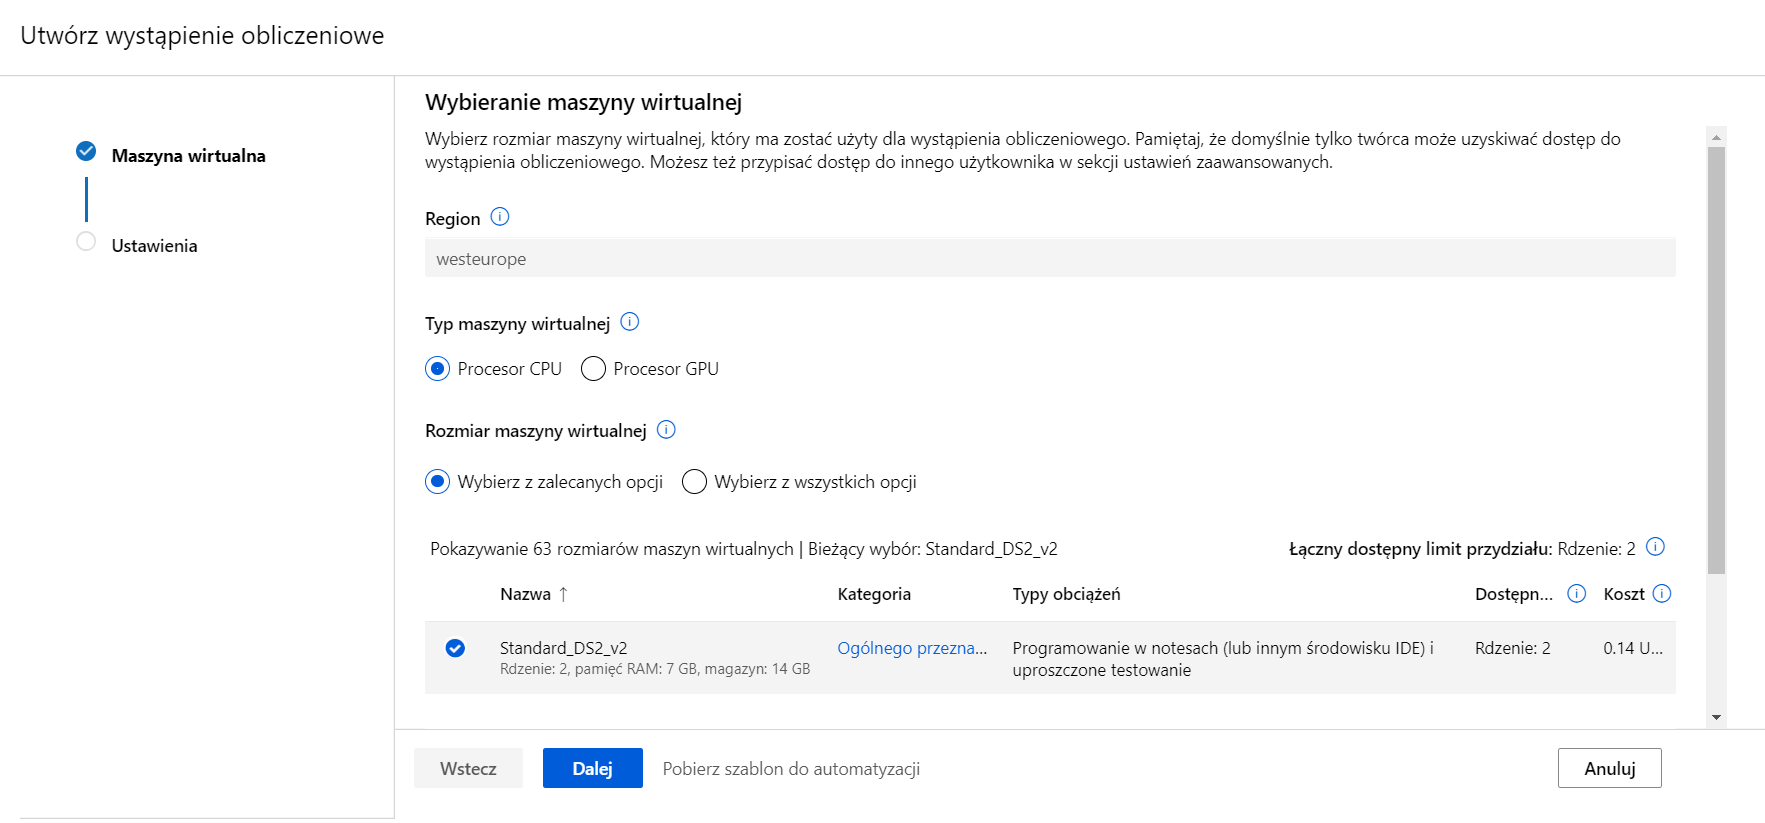 Utwórz wystąpienie obliczeniowe
Maszyna wirtualna
Ustawienia
Wybieranie maszyny wirtualnej
Wybierz rozmiar maszyny wirtualnej, który ma zostać użyty dla wystąpienia obliczeniowego. Pamiętaj, że domyślnie tylko twórca może uzyskiwać dostęp do
wystąpienia obliczeniowego. Możesz też przypisać dostęp do innego użytkownika w sekcji ustawień zaawansowanych.
Region
westeurope
Typ maszyny wirtualnej
Procesor CPU Procesor GPU
Rozmiar maszyny wirtualnej
Wybierz z zalecanych opcji Wybierz z wszystkich opcji
Pokazywanie 63 rozmiarów maszyn wirtualnych | Bieżący wybór: Standard_DS2_v2 Łączny dostępny limit przydziału: Rdzenie: 2
Nazwa ↑ Kategoria Typy obciążeń Dostępn... Koszt
Standard_DS2_v2 Ogólnego przezna... Programowanie w notesach (lub innym środowisku IDE) i Rdzenie: 2 0.14 U...
Rdzenie: 2, pamięć RAM: 7 GB, magazyn: 14 GB uproszczone testowanie
Wstecz Dalej Pobierz szablon do automatyzacji Anuluj